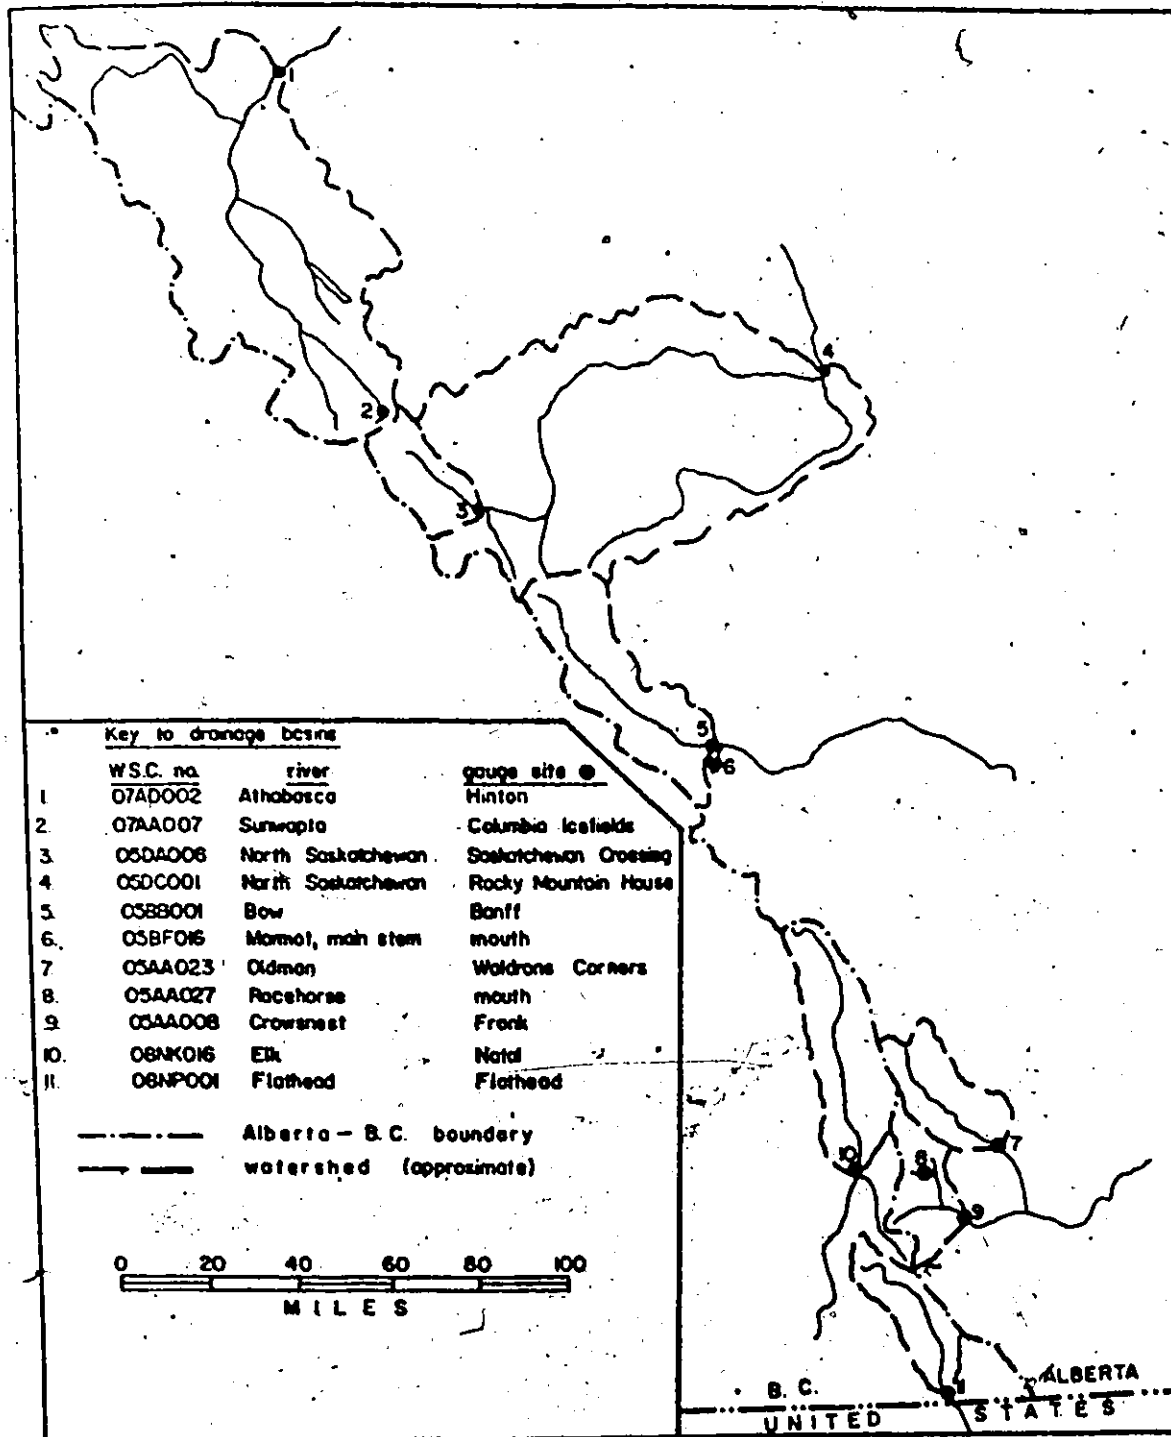 1
2
3
4
5
6
Key to drainage basins
W.S.C. no. river gauge site
1. 07AD002 Athabasca Hinton
2. 07AA007 Sunwapta Columbia Icefields
3. 05DA006 North Saskatchewan Saskatchewan Crossing
4. 05DC001 North Saskatchewan Rocky Mountain House
5. 05BB001 Bow Banff
6. 05BF016 Marmot, main stem mouth
7. 05AA023 Oldman Waldrons Corners
8. 05AA027 Racehorse mouth
9. 05AA008 Crowsnest Frank
10. 08NK016 Elk Natal
11. 08NP001 Flathead Flathead
Alberta – B.C. boundary
watershed (approximate)
0 20 40 60 80 100
MILES
7
8
9
10
11
B.C. ALBERTA
UNITED STATES